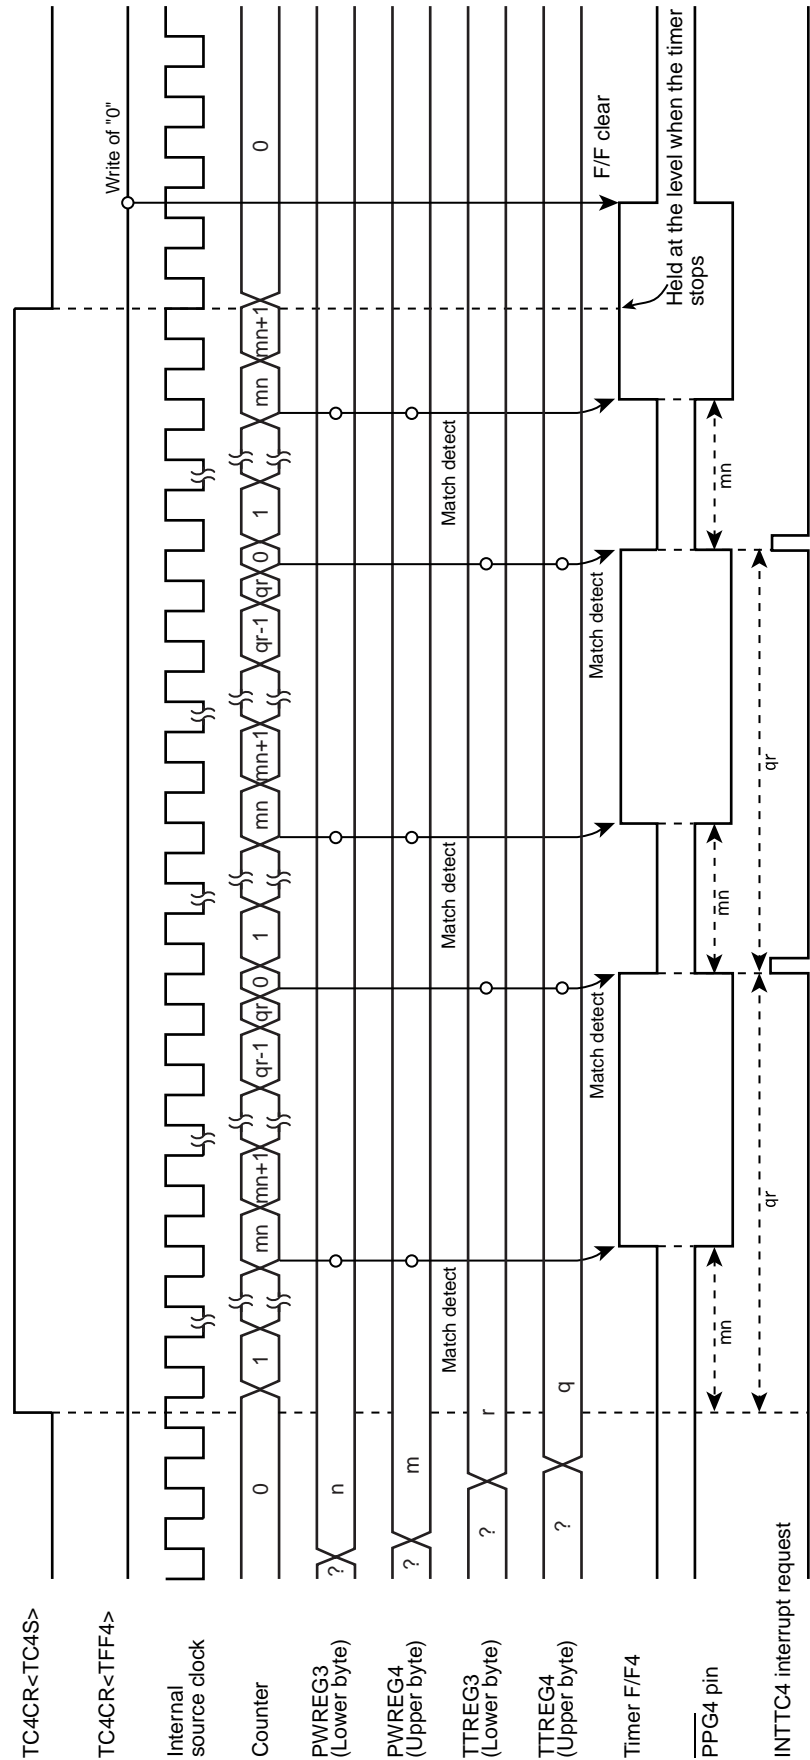 TC4CR<TC4S>
TC4CR<TFF4>
Write of "0"
Internal
source clock
Counter
0
1
mn
mn+1
qr-1
qr
0
1
mn
mn+1
qr-1
qr
0
1
mn
mn+1
0
PWREG3
(Lower byte)
?
n
PWREG4
(Upper byte)
?
m
Match detect
Match detect
Match detect
TTREG3
(Lower byte)
?
r
TTREG4
(Upper byte)
?
q
Match detect
Match detect
F/F clear
Timer F/F4
Held at the level when the timer
stops
PPG4 pin
mn
mn
mn
qr
qr
INTTC4 interrupt request